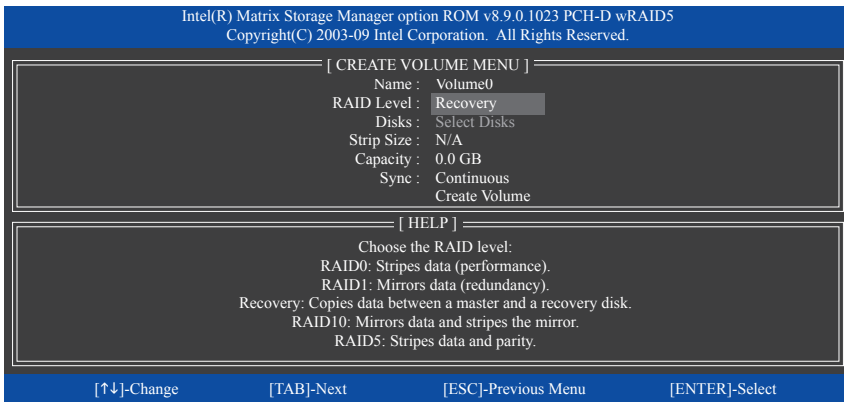 Intel(R) Matrix Storage Manager option ROM v8.9.0.1023 PCH-D wRAID5
Copyright(C) 2003-09 Intel Corporation. All Rights Reserved.
[ CREATE VOLUME MENU ]
Name : Volume0
RAID Level : Recovery
Disks : Select Disks
Strip Size : N/A
Capacity : 0.0 GB
Sync : Continuous
Create Volume
[ HELP ]
Choose the RAID level:
RAID0: Stripes data (performance).
RAID1: Mirrors data (redundancy).
Recovery: Copies data between a master and a recovery disk.
RAID10: Mirrors data and stripes the mirror.
RAID5: Stripes data and parity.
[↑↓]-Change [TAB]-Next [ESC]-Previous Menu [ENTER]-Select